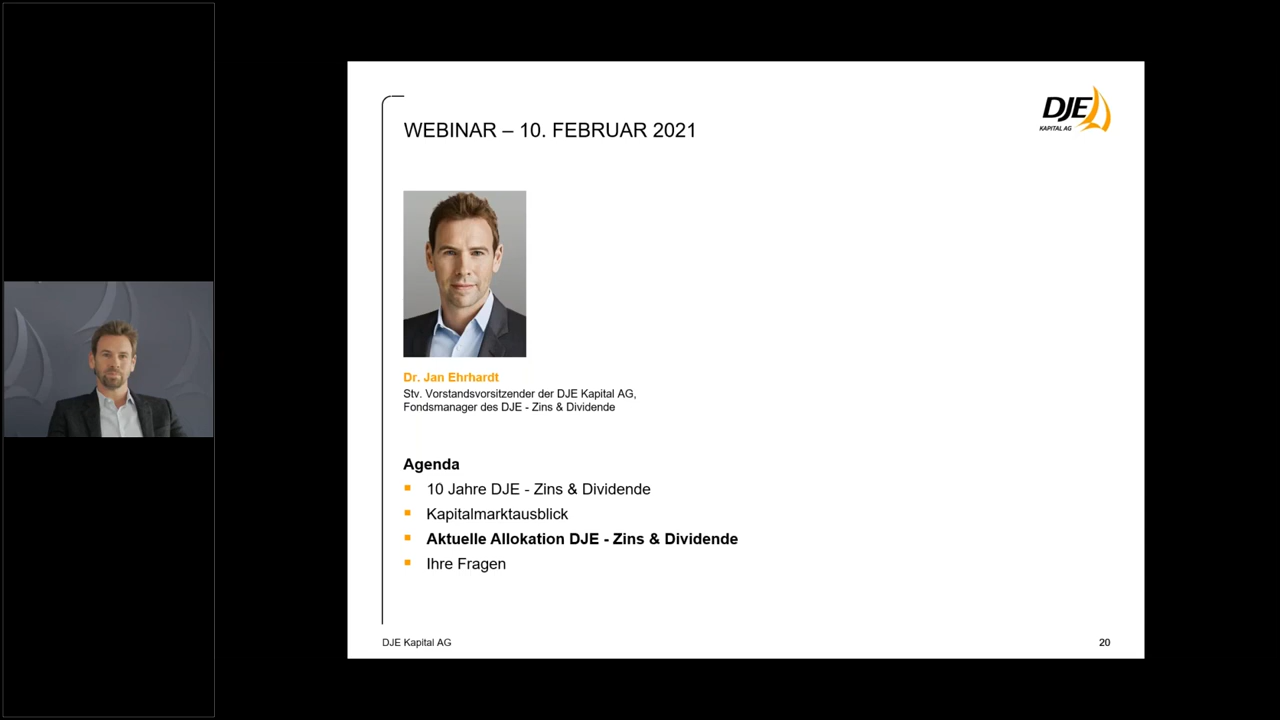 WEBINAR – 10. FEBRUAR 2021
DJE
KAPITAL AG
Dr. Jan Ehrhardt
Stv. Vorstandsvorsitzender der DJE Kapital AG,
Fondsmanager des DJE - Zins & Dividende
Agenda
10 Jahre DJE - Zins & Dividende
Kapitalmarktausblick
Aktuelle Allokation DJE - Zins & Dividende
Ihre Fragen
DJE Kapital AG
20